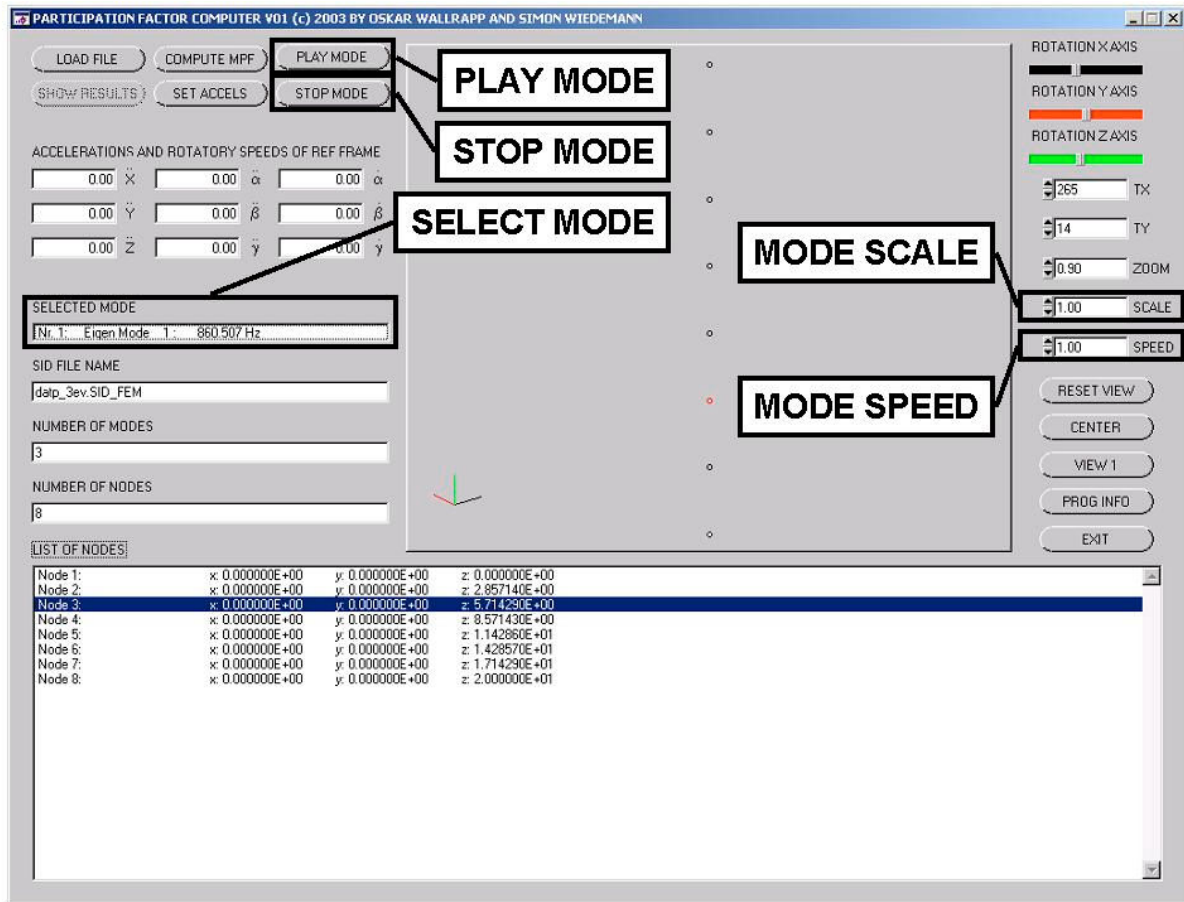 PARTICIPATION FACTOR COMPUTER V01 (c) 2003 BY OSKAR WALLRAPP AND SIMON WIEDEMANN
LOAD FILE COMPUTE MPF PLAY MODE
SHOW RESULTS SET ACCELS STOP MODE
PLAY MODE
STOP MODE
SELECT MODE
MODE SCALE
MODE SPEED
ACCELERATIONS AND ROTATORY SPEEDS OF REF FRAME
0.00 Ẍ 0.00 α̈ 0.00 α̇
0.00 Ÿ 0.00 β̈ 0.00 β̇
0.00 Z̈ 0.00 γ̈ 0.00 γ̇
SELECTED MODE
Nr. 1: Eigen Mode 1 : 860.507 Hz
SID FILE NAME
datp_3ev.SID_FEM
NUMBER OF MODES
3
NUMBER OF NODES
8
ROTATION X AXIS
ROTATION Y AXIS
ROTATION Z AXIS
265 TX
14 TY
0.90 ZOOM
1.00 SCALE
1.00 SPEED
RESET VIEW
CENTER
VIEW 1
PROG INFO
EXIT
LIST OF NODES
Node 1: x: 0.000000E+00 y: 0.000000E+00 z: 0.000000E+00
Node 2: x: 0.000000E+00 y: 0.000000E+00 z: 2.857140E+00
Node 3: x: 0.000000E+00 y: 0.000000E+00 z: 5.714290E+00
Node 4: x: 0.000000E+00 y: 0.000000E+00 z: 8.571430E+00
Node 5: x: 0.000000E+00 y: 0.000000E+00 z: 1.142860E+01
Node 6: x: 0.000000E+00 y: 0.000000E+00 z: 1.428570E+01
Node 7: x: 0.000000E+00 y: 0.000000E+00 z: 1.714290E+01
Node 8: x: 0.000000E+00 y: 0.000000E+00 z: 2.000000E+01